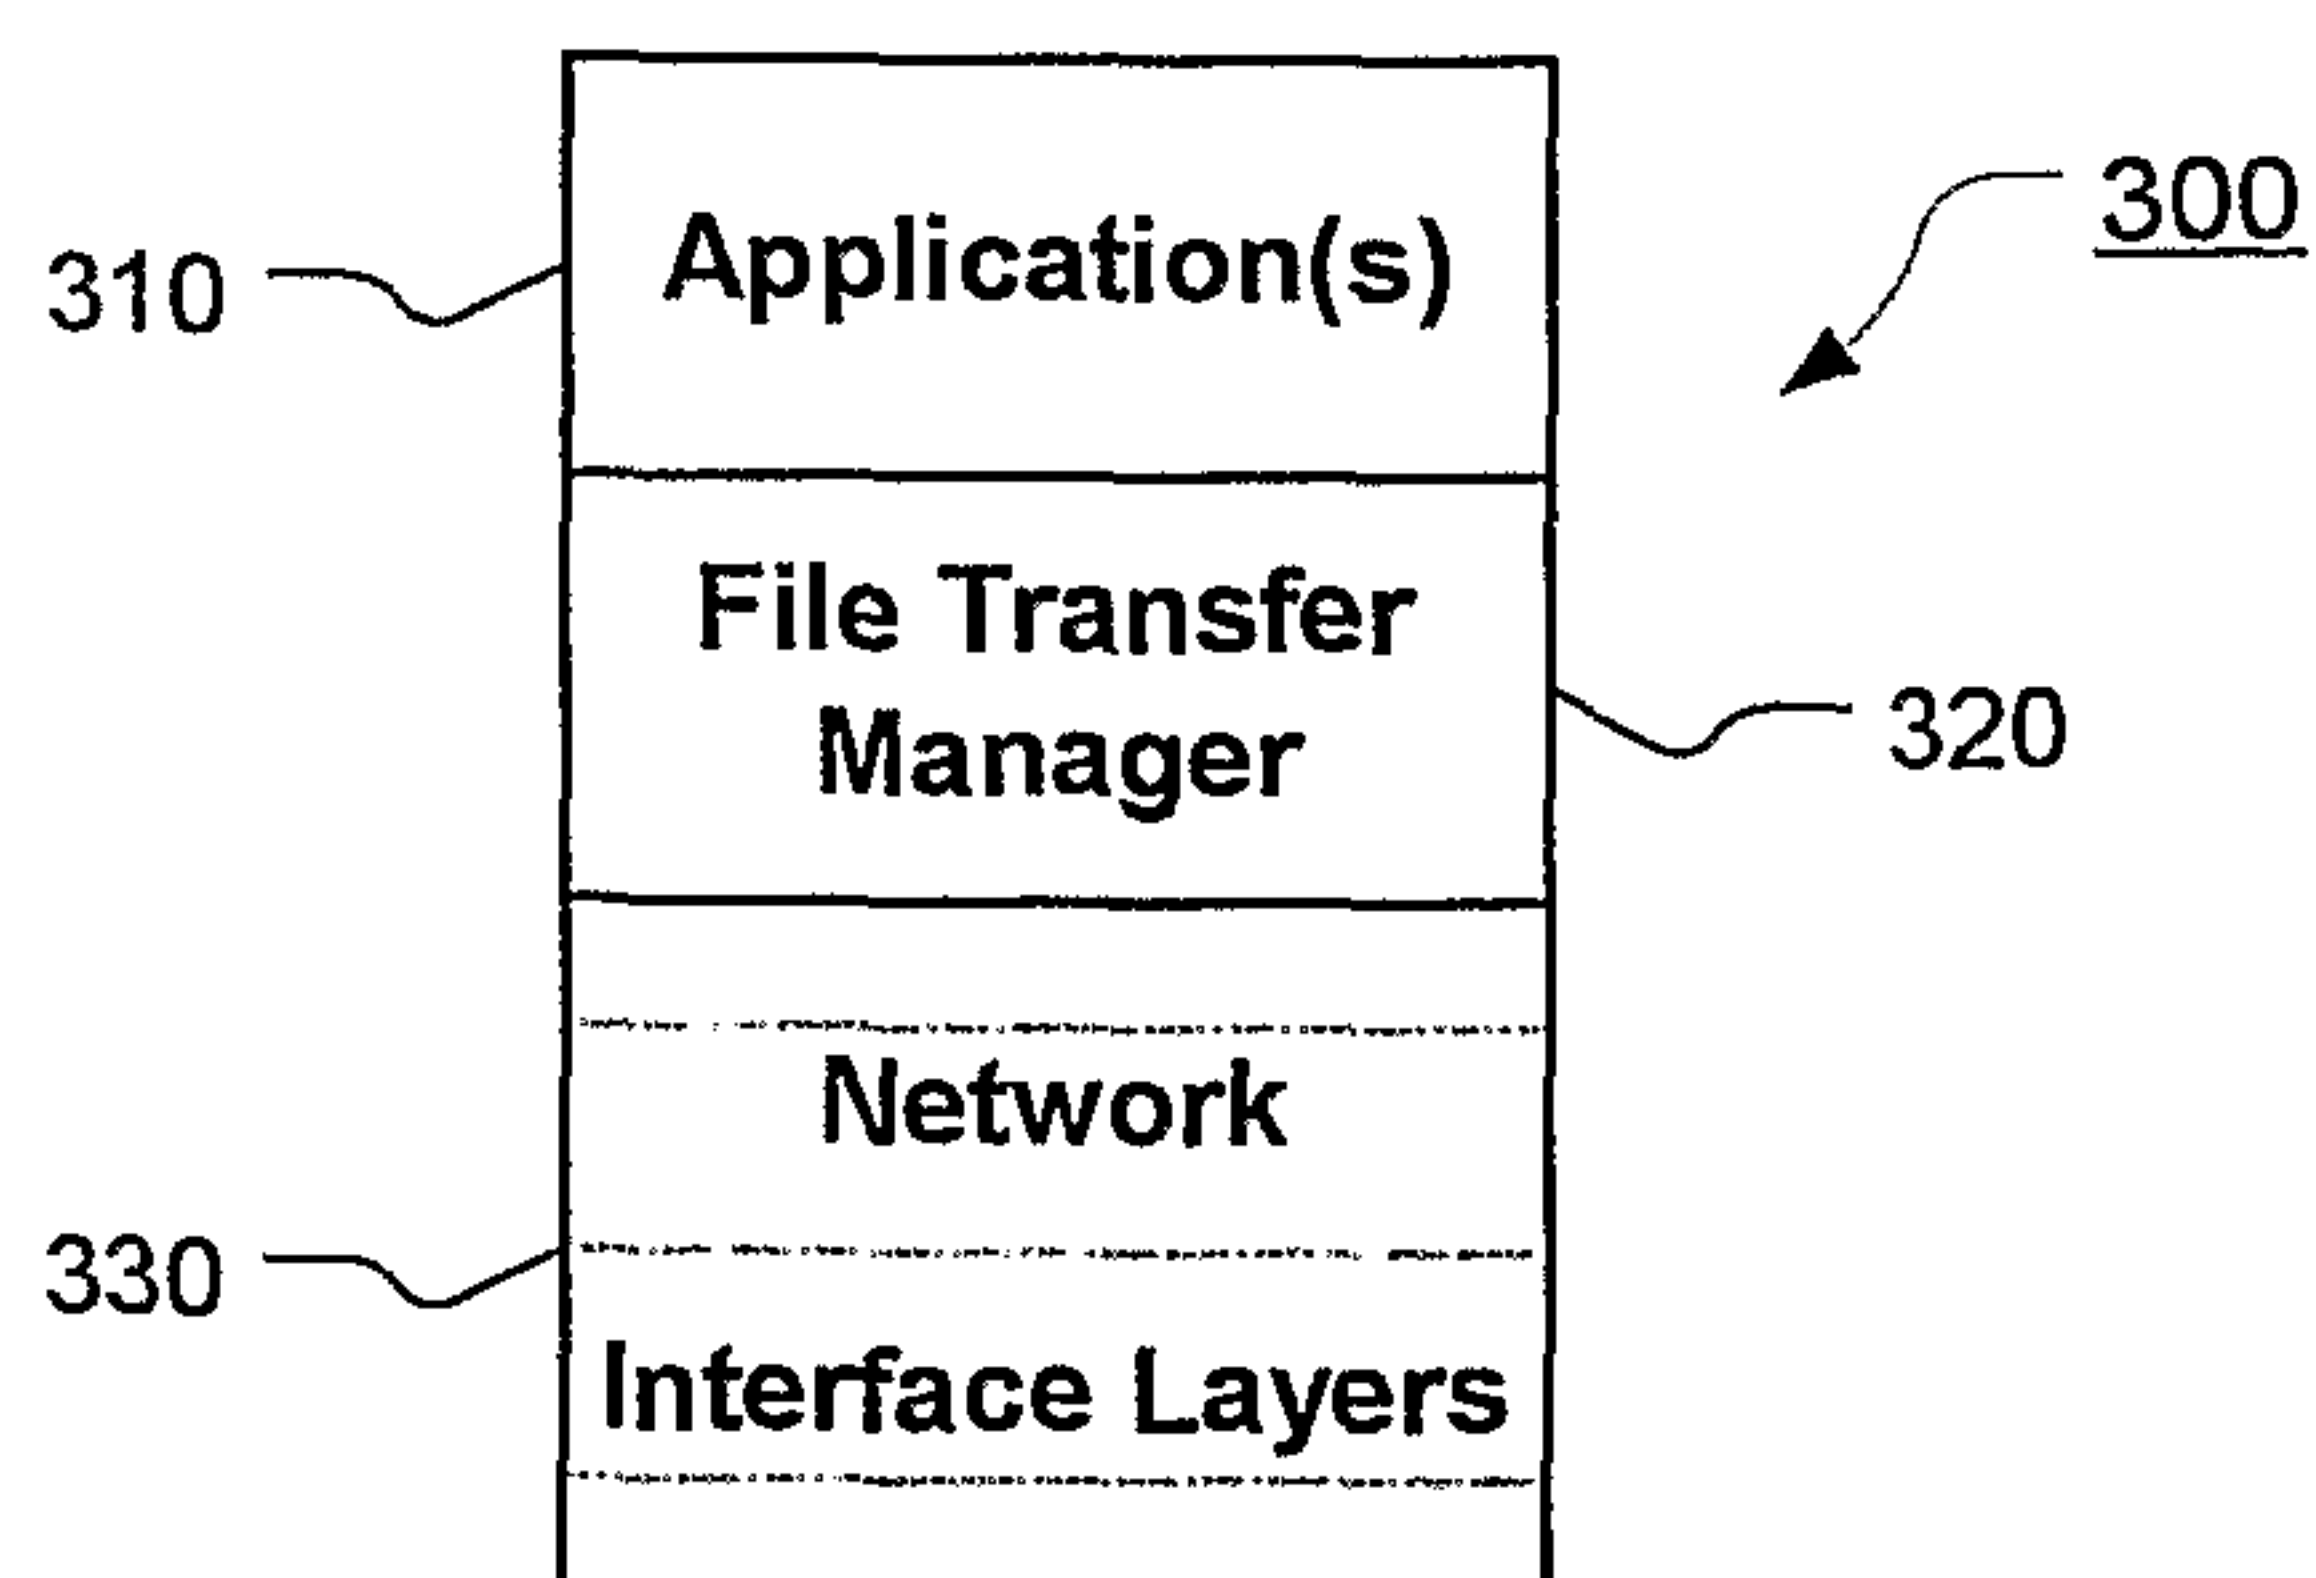 300
310
Application(s)
File Transfer
Manager
320
Network
330
Interface Layers